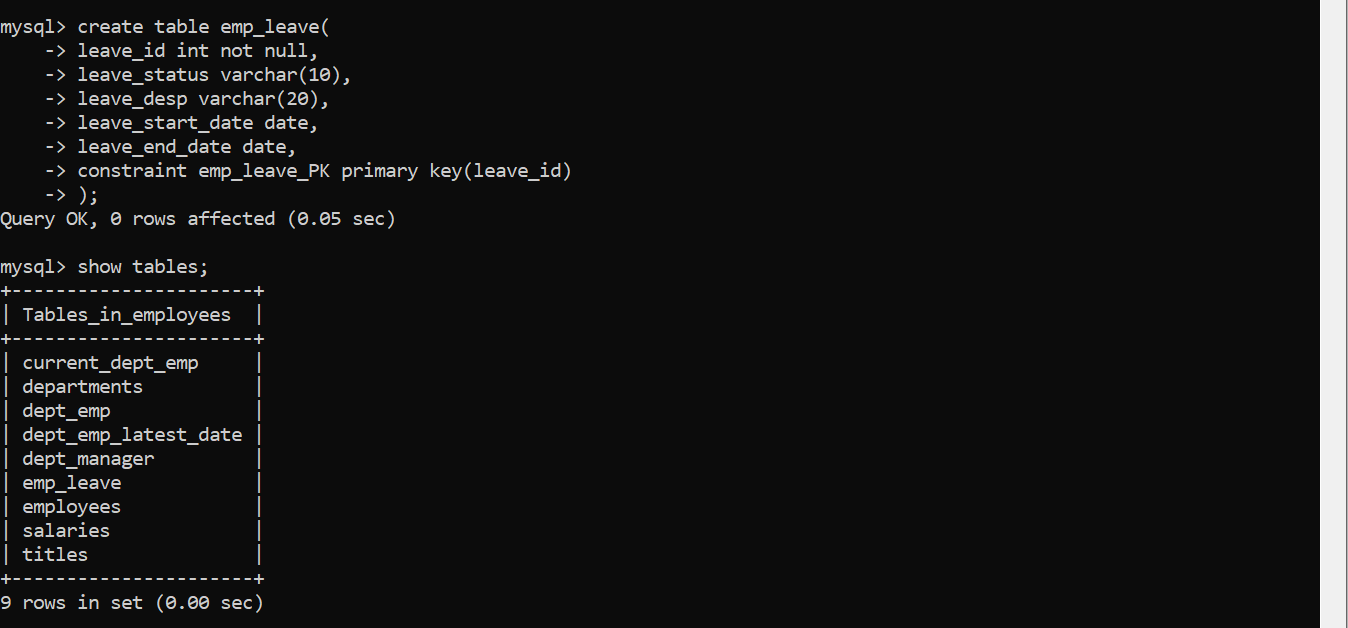 mysql> create table emp_leave(
    -> leave_id int not null,
    -> leave_status varchar(10),
    -> leave_desp varchar(20),
    -> leave_start_date date,
    -> leave_end_date date,
    -> constraint emp_leave_PK primary key(leave_id)
    -> );
Query OK, 0 rows affected (0.05 sec)

mysql> show tables;
+----------------------+
| Tables_in_employees  |
+----------------------+
| current_dept_emp     |
| departments          |
| dept_emp             |
| dept_emp_latest_date |
| dept_manager         |
| emp_leave            |
| employees            |
| salaries             |
| titles               |
+----------------------+
9 rows in set (0.00 sec)